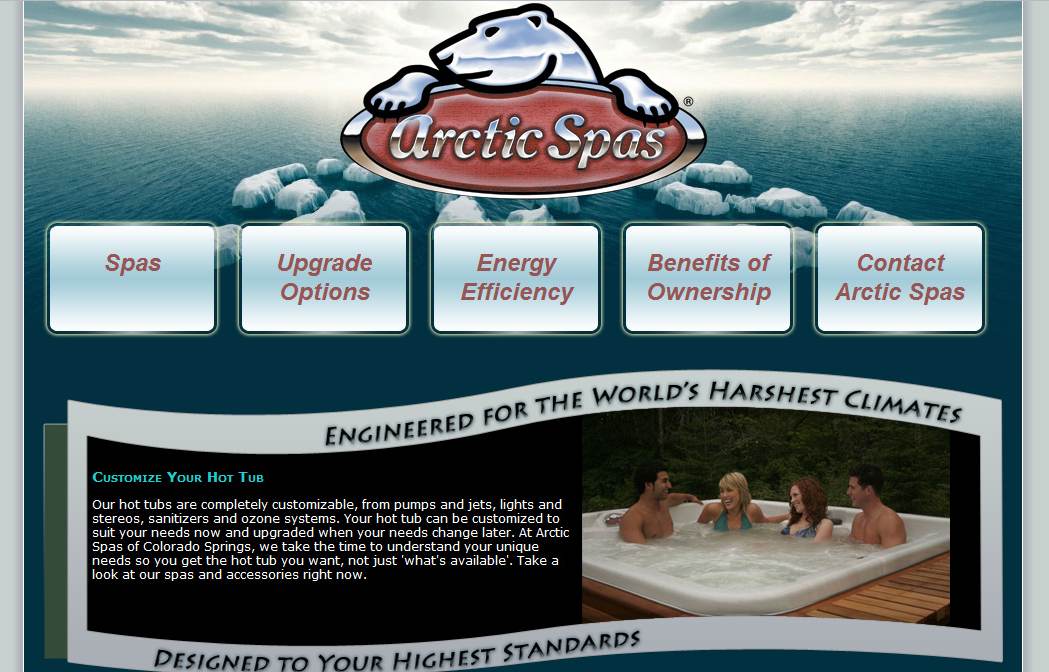 Arctic Spas ®
Spas
Upgrade
Options
Energy
Efficiency
Benefits of
Ownership
Contact
Arctic Spas
Engineered for the World's Harshest Climates
Customize Your Hot Tub
Our hot tubs are completely customizable, from pumps and jets, lights and
stereos, sanitizers and ozone systems. Your hot tub can be customized to
suit your needs now and upgraded when your needs change later. At Arctic
Spas of Colorado Springs, we take the time to understand your unique
needs so you get the hot tub you want, not just 'what's available'. Take a
look at our spas and accessories right now.
Designed to Your Highest Standards